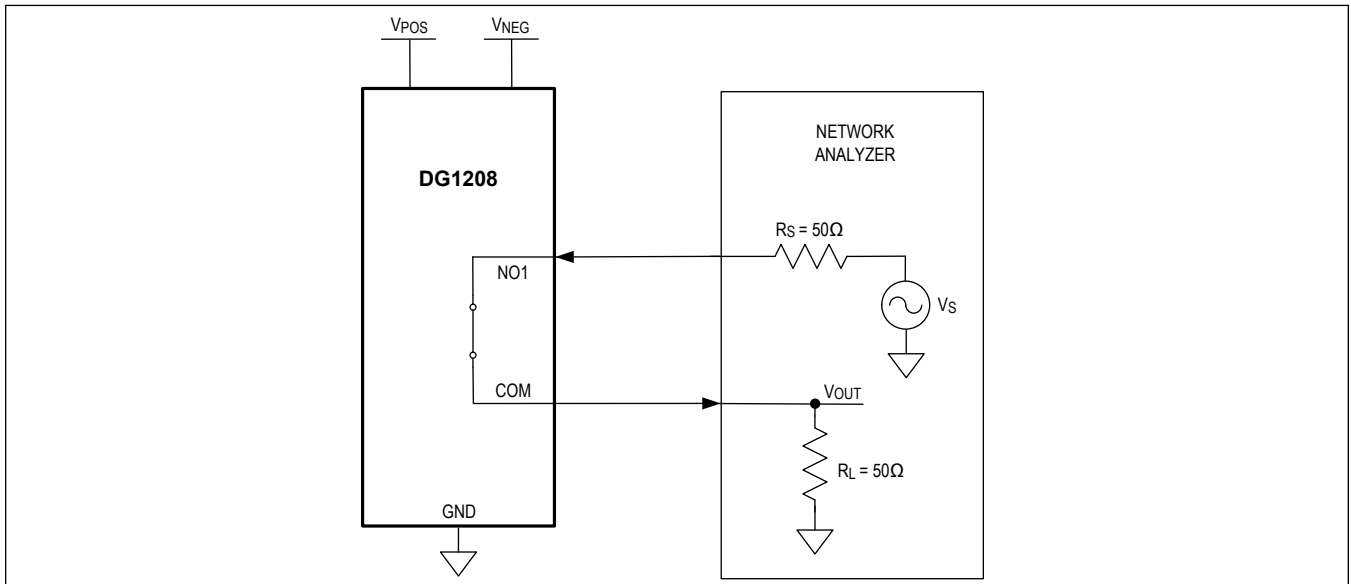 VPOS
VNEG
NETWORK
ANALYZER
DG1208
RS = 50Ω
NO1
VS
COM
VOUT
RL = 50Ω
GND